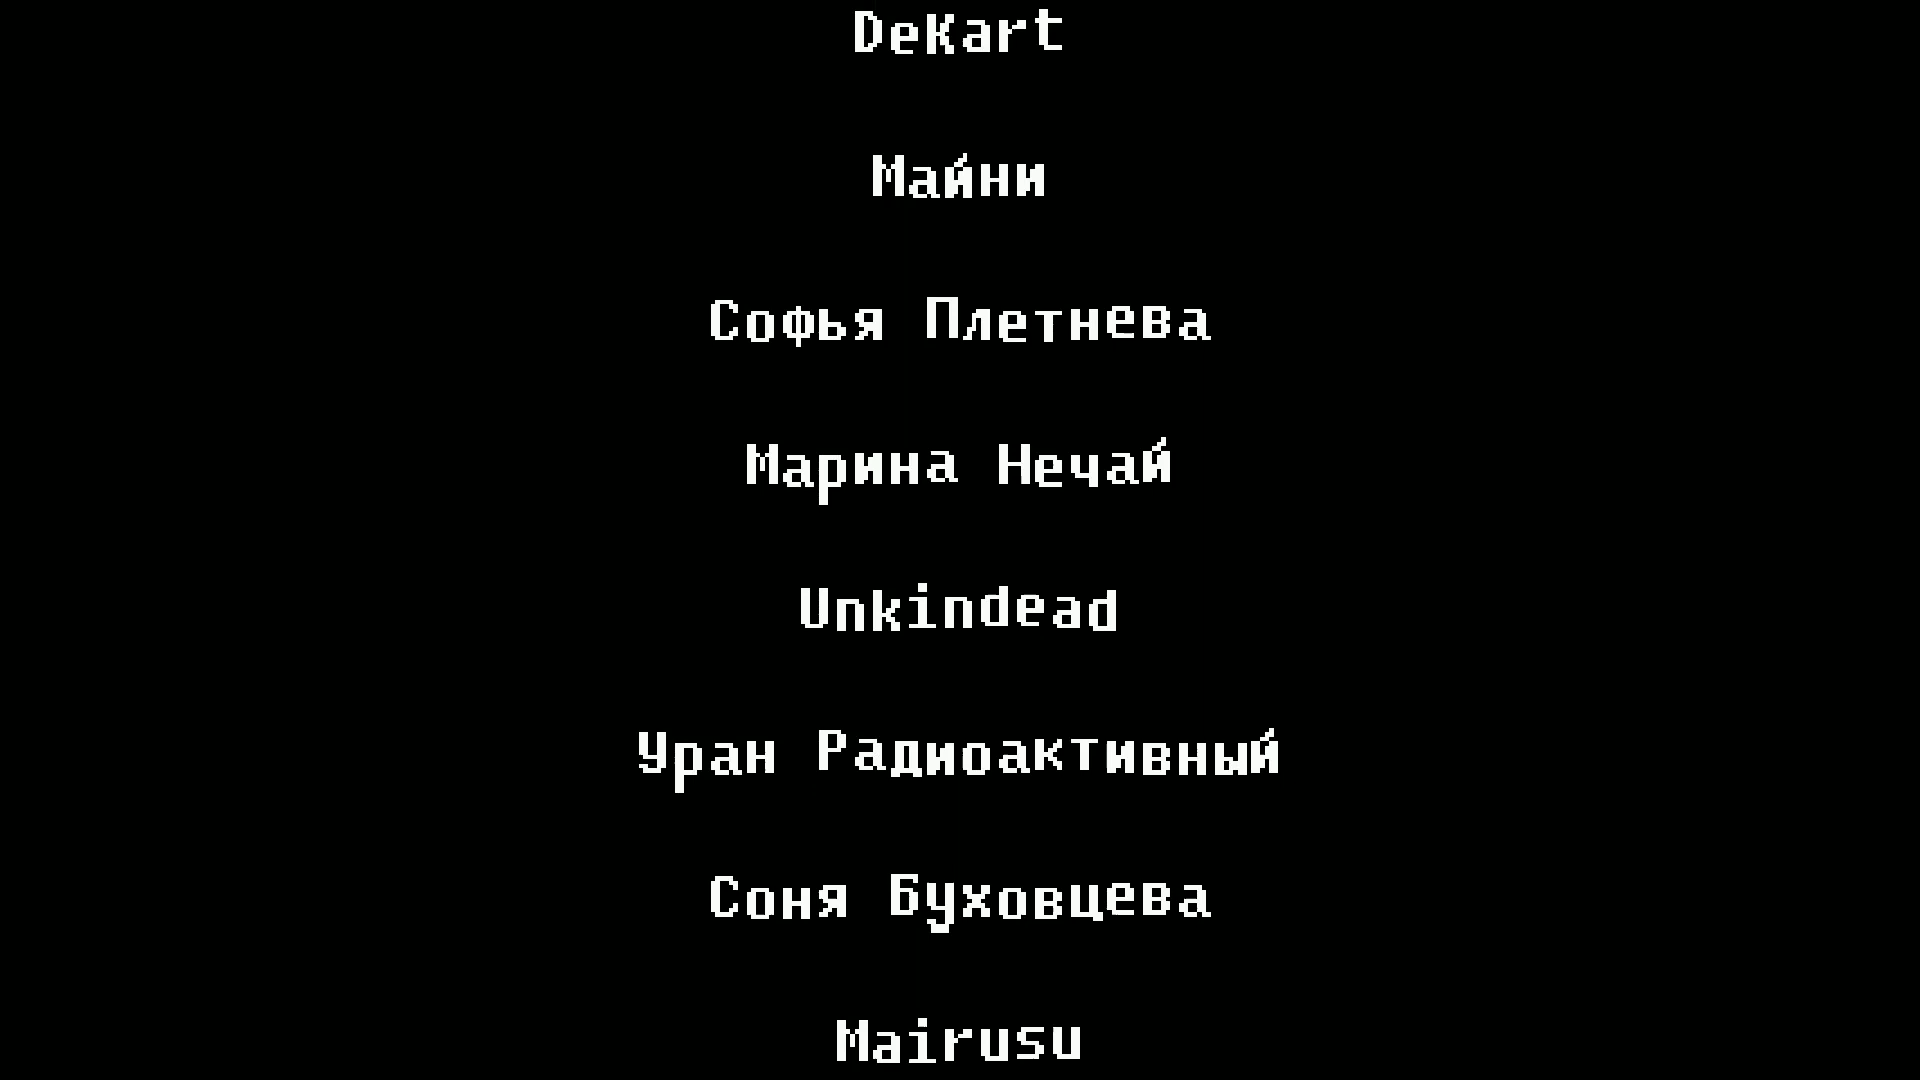 DeKart
Майни
Софья Плетнева
Марина Нечай
Unkindead
Уран Радиоактивный
Соня Буховцева
Mairusu